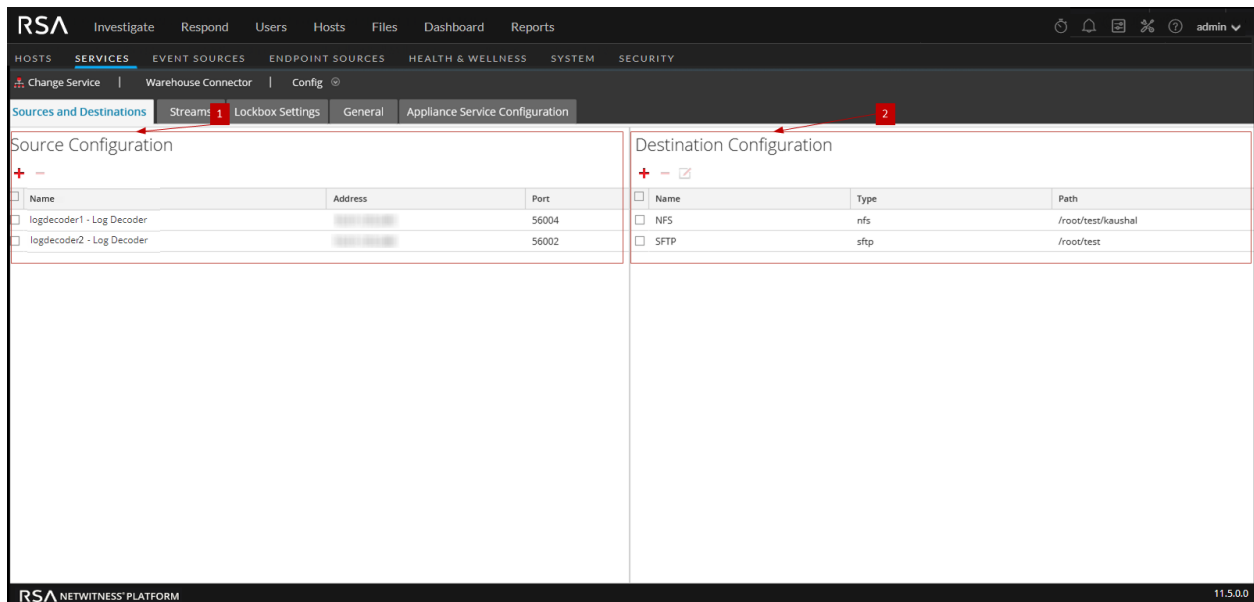 RSA Investigate Respond Users Hosts Files Dashboard Reports admin
HOSTS SERVICES EVENT SOURCES ENDPOINT SOURCES HEALTH & WELLNESS SYSTEM SECURITY
Change Service | Warehouse Connector | Config
Sources and Destinations Streams 1 Lockbox Settings General Appliance Service Configuration 2
Source Configuration
Name Address Port
logdecoder1 - Log Decoder 56004
logdecoder2 - Log Decoder 56002
Destination Configuration
Name Type Path
NFS nfs /root/test/kaushal
SFTP sftp /root/test
RSA NETWITNESS® PLATFORM 11.5.0.0